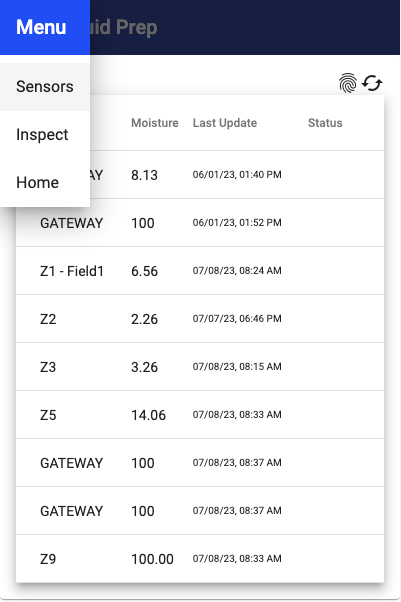 Menu uid Prep
Sensors
Inspect
Home
Moisture Last Update Status
AY 8.13 06/01/23, 01:40 PM
GATEWAY 100 06/01/23, 01:52 PM
Z1 - Field1 6.56 07/08/23, 08:24 AM
Z2 2.26 07/07/23, 06:46 PM
Z3 3.26 07/08/23, 08:15 AM
Z5 14.06 07/08/23, 08:33 AM
GATEWAY 100 07/08/23, 08:37 AM
GATEWAY 100 07/08/23, 08:37 AM
Z9 100.00 07/08/23, 08:33 AM